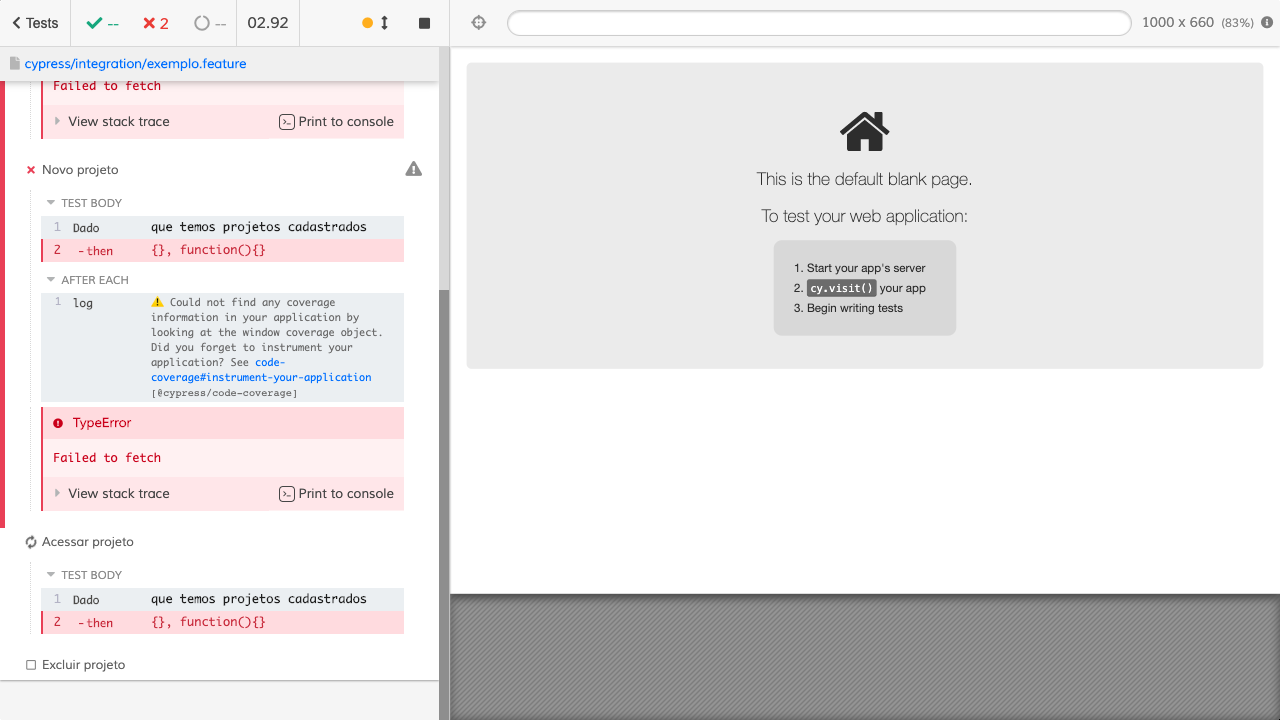 Tests
--
2
--
02.92
1000 x 660 (83%)
cypress/integration/exemplo.feature
Failed to fetch
View stack trace
Print to console
Novo projeto
TEST BODY
1 Dado que temos projetos cadastrados
2 -then {}, function(){}
AFTER EACH
1 log ⚠️ Could not find any coverage
information in your application by
looking at the window coverage object.
Did you forget to instrument your
application? See code-
coverage#instrument-your-application
[@cypress/code-coverage]
TypeError
Failed to fetch
View stack trace
Print to console
Acessar projeto
TEST BODY
1 Dado que temos projetos cadastrados
2 -then {}, function(){}
Excluir projeto
This is the default blank page.
To test your web application:
1. Start your app's server
2. cy.visit() your app
3. Begin writing tests